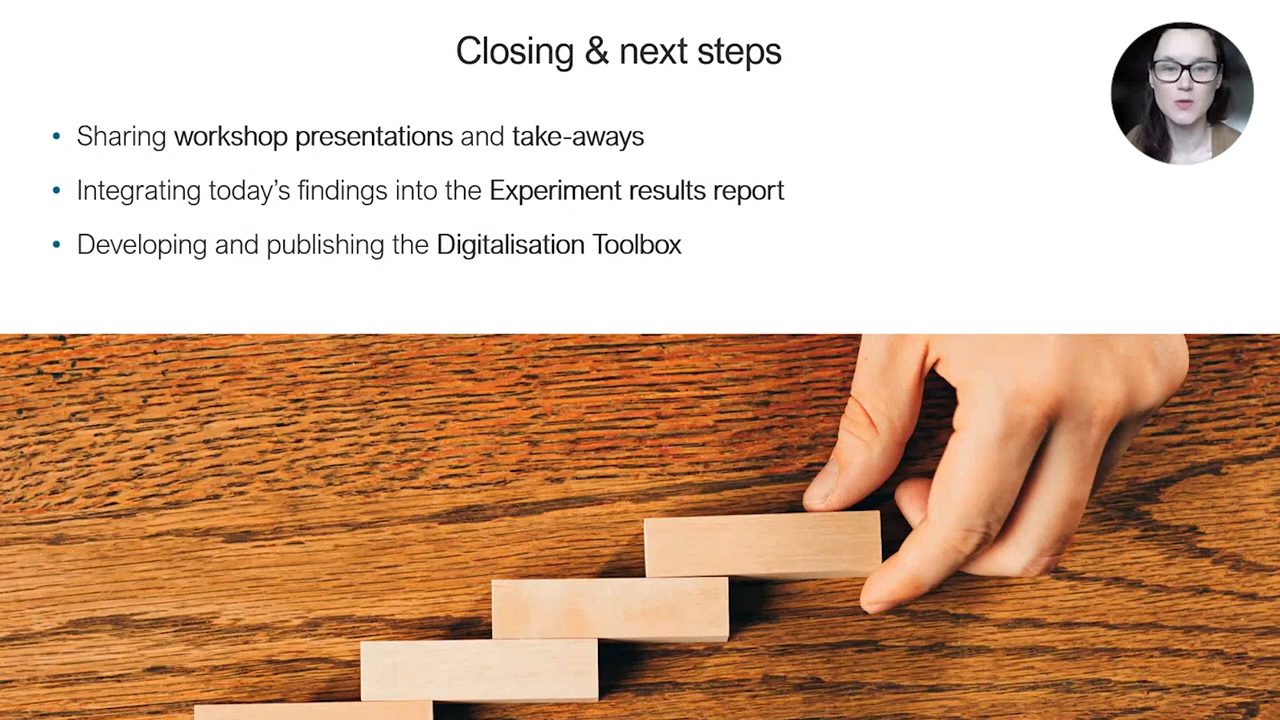 Closing & next steps
• Sharing workshop presentations and take-aways
• Integrating today’s findings into the Experiment results report
• Developing and publishing the Digitalisation Toolbox